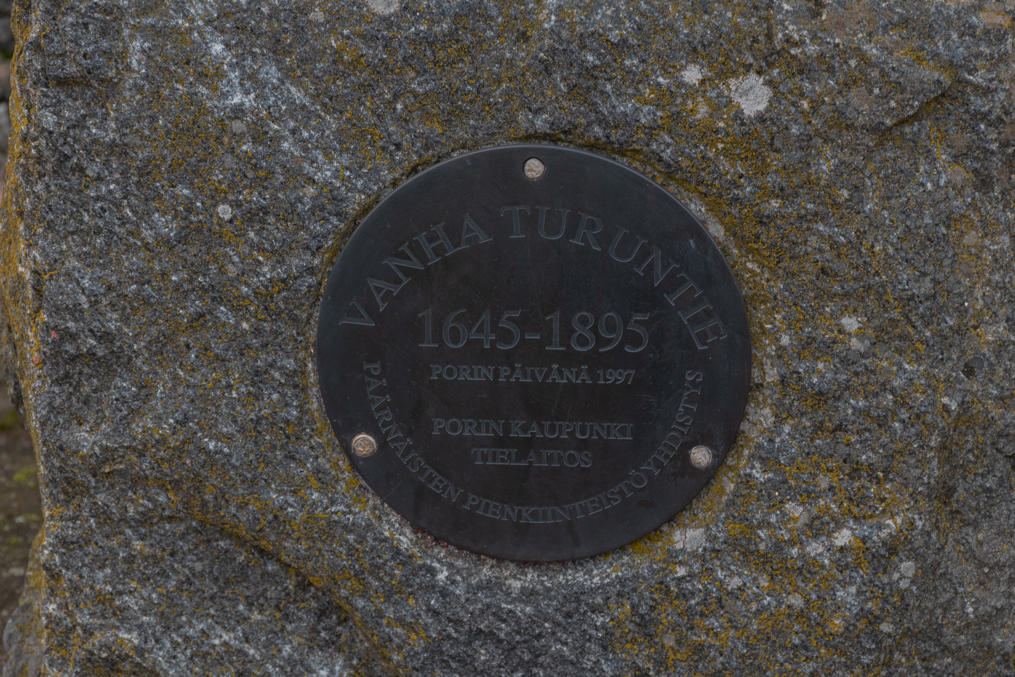 VANHA TURUNTIE
1645-1895
PORIN PÄIVÄNÄ 1997
PORIN KAUPUNKI
TIELAITOS
PÄÄRNÄISTEN PIENKIINTEISTÖYHDISTYS